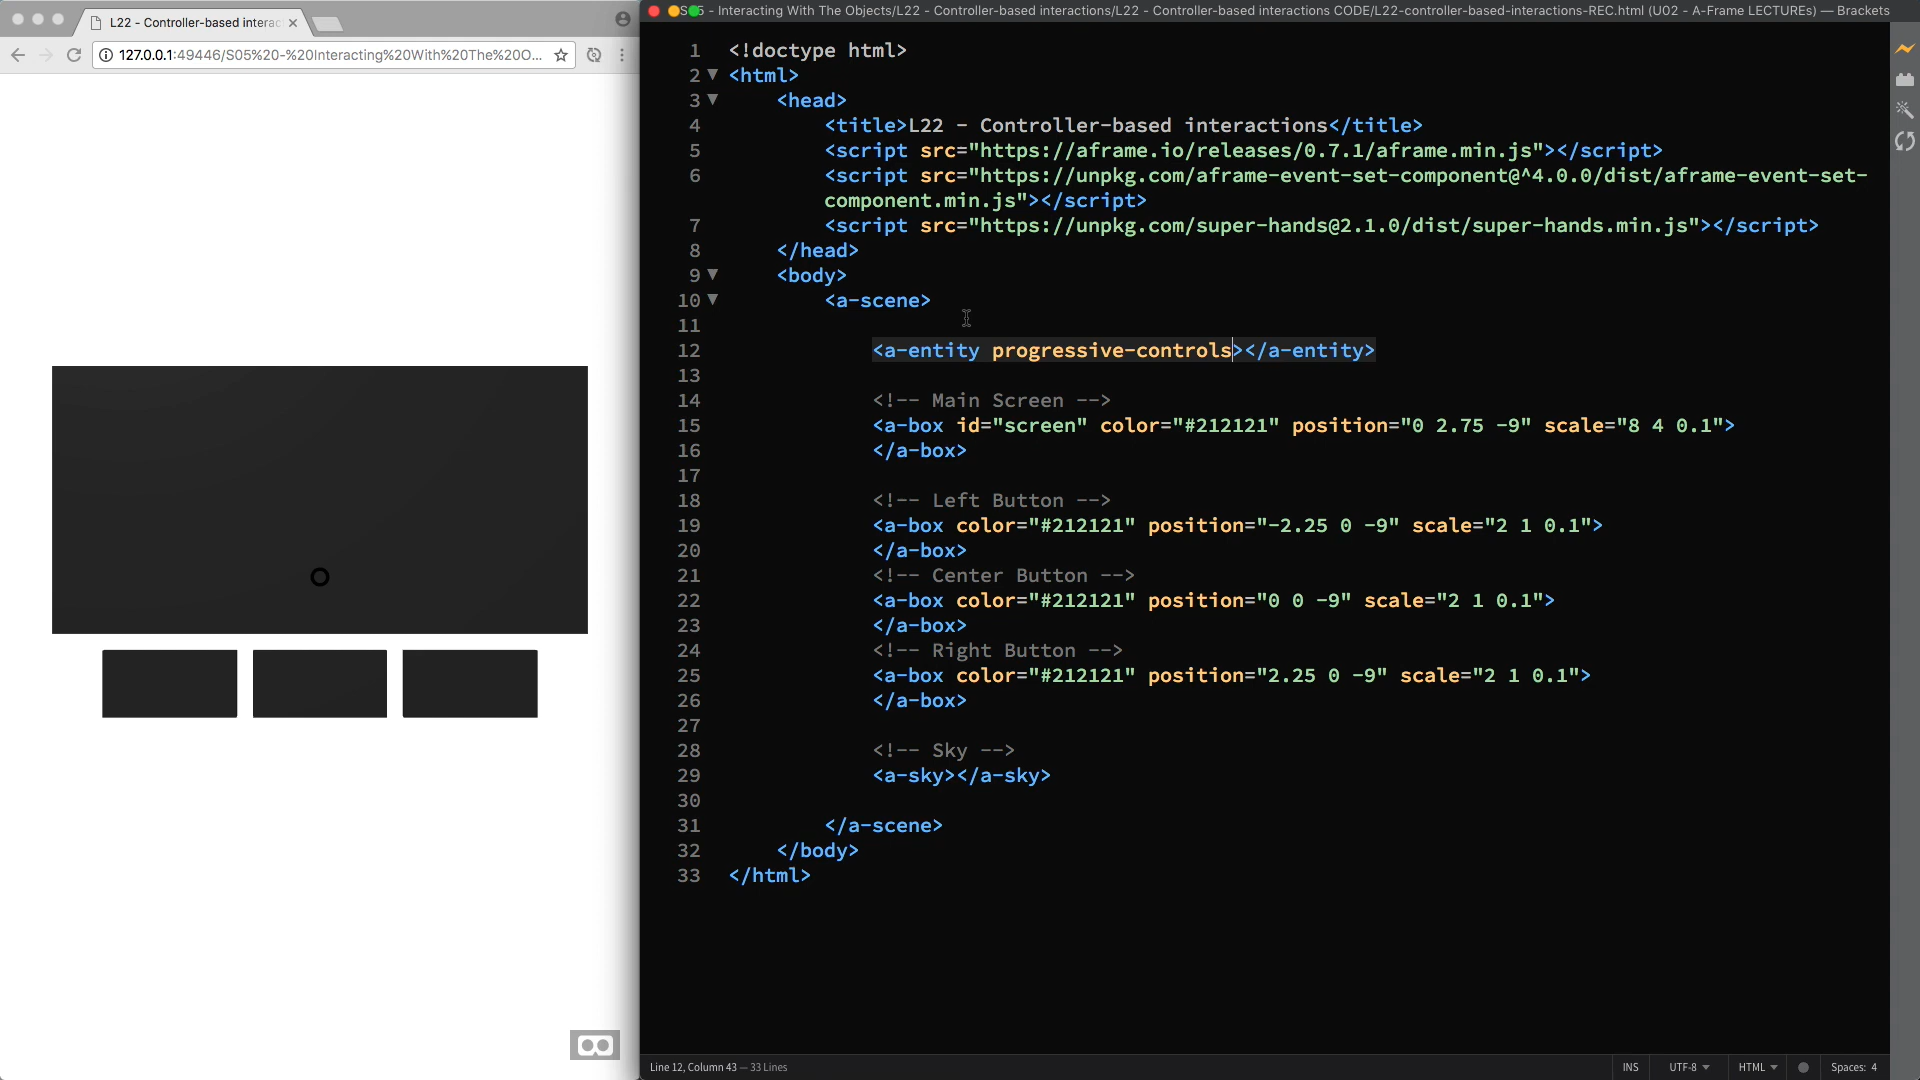 L22 - Controller-based interac
127.0.0.1:49446/S05%20-%20Interacting%20With%20The%20O...
5 - Interacting With The Objects/L22 - Controller-based interactions/L22 - Controller-based interactions CODE/L22-controller-based-interactions-REC.html (U02 - A-Frame LECTUREs) — Brackets
1 <!doctype html>
2 <html>
3 <head>
4 <title>L22 - Controller-based interactions</title>
5 <script src="https://aframe.io/releases/0.7.1/aframe.min.js"></script>
6 <script src="https://unpkg.com/aframe-event-set-component@^4.0.0/dist/aframe-event-set-
component.min.js"></script>
7 <script src="https://unpkg.com/super-hands@2.1.0/dist/super-hands.min.js"></script>
8 </head>
9 <body>
10 <a-scene>
11
12 <a-entity progressive-controls></a-entity>
13
14 <!-- Main Screen -->
15 <a-box id="screen" color="#212121" position="0 2.75 -9" scale="8 4 0.1">
16 </a-box>
17
18 <!-- Left Button -->
19 <a-box color="#212121" position="-2.25 0 -9" scale="2 1 0.1">
20 </a-box>
21 <!-- Center Button -->
22 <a-box color="#212121" position="0 0 -9" scale="2 1 0.1">
23 </a-box>
24 <!-- Right Button -->
25 <a-box color="#212121" position="2.25 0 -9" scale="2 1 0.1">
26 </a-box>
27
28 <!-- Sky -->
29 <a-sky></a-sky>
30
31 </a-scene>
32 </body>
33 </html>
Line 12, Column 43 — 33 Lines
INS
UTF-8
HTML
Spaces: 4